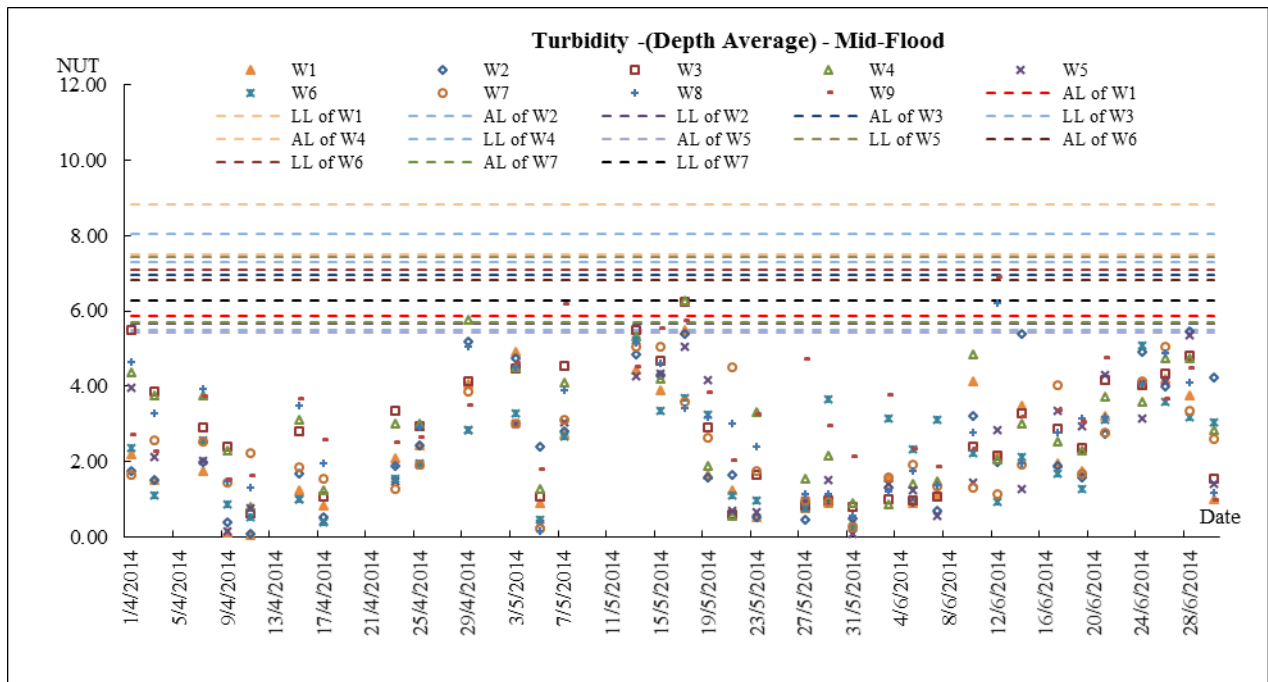 Turbidity -(Depth Average) - Mid-Flood
NUT
W1 W2 W3 W4 W5
W6 W7 W8 W9 AL of W1
LL of W1 AL of W2 LL of W2 AL of W3 LL of W3
AL of W4 LL of W4 AL of W5 LL of W5 AL of W6
LL of W6 AL of W7 LL of W7
12.00
10.00
8.00
6.00
4.00
2.00
0.00
Date
1/4/2014 5/4/2014 9/4/2014 13/4/2014 17/4/2014 21/4/2014 25/4/2014 29/4/2014 3/5/2014 7/5/2014 11/5/2014 15/5/2014 19/5/2014 23/5/2014 27/5/2014 31/5/2014 4/6/2014 8/6/2014 12/6/2014 16/6/2014 20/6/2014 24/6/2014 28/6/2014